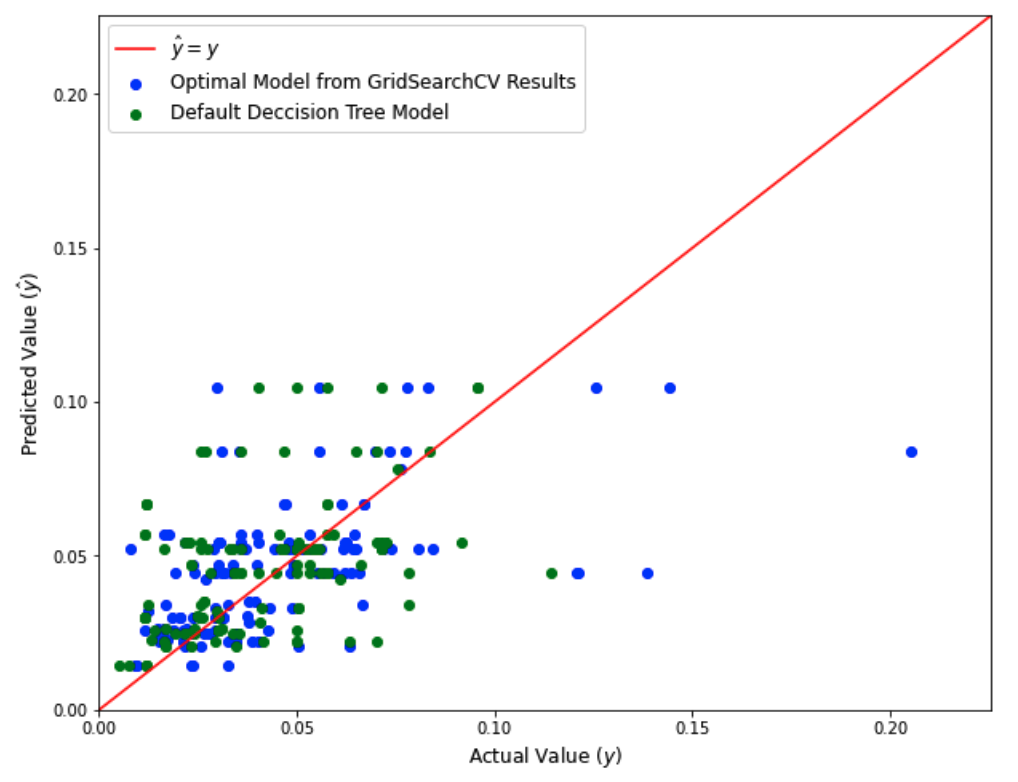 ŷ = y
Optimal Model from GridSearchCV Results
Default Deccision Tree Model
0.20
0.15
0.10
0.05
0.00
Predicted Value (ŷ)
0.00 0.05 0.10 0.15 0.20
Actual Value (y)